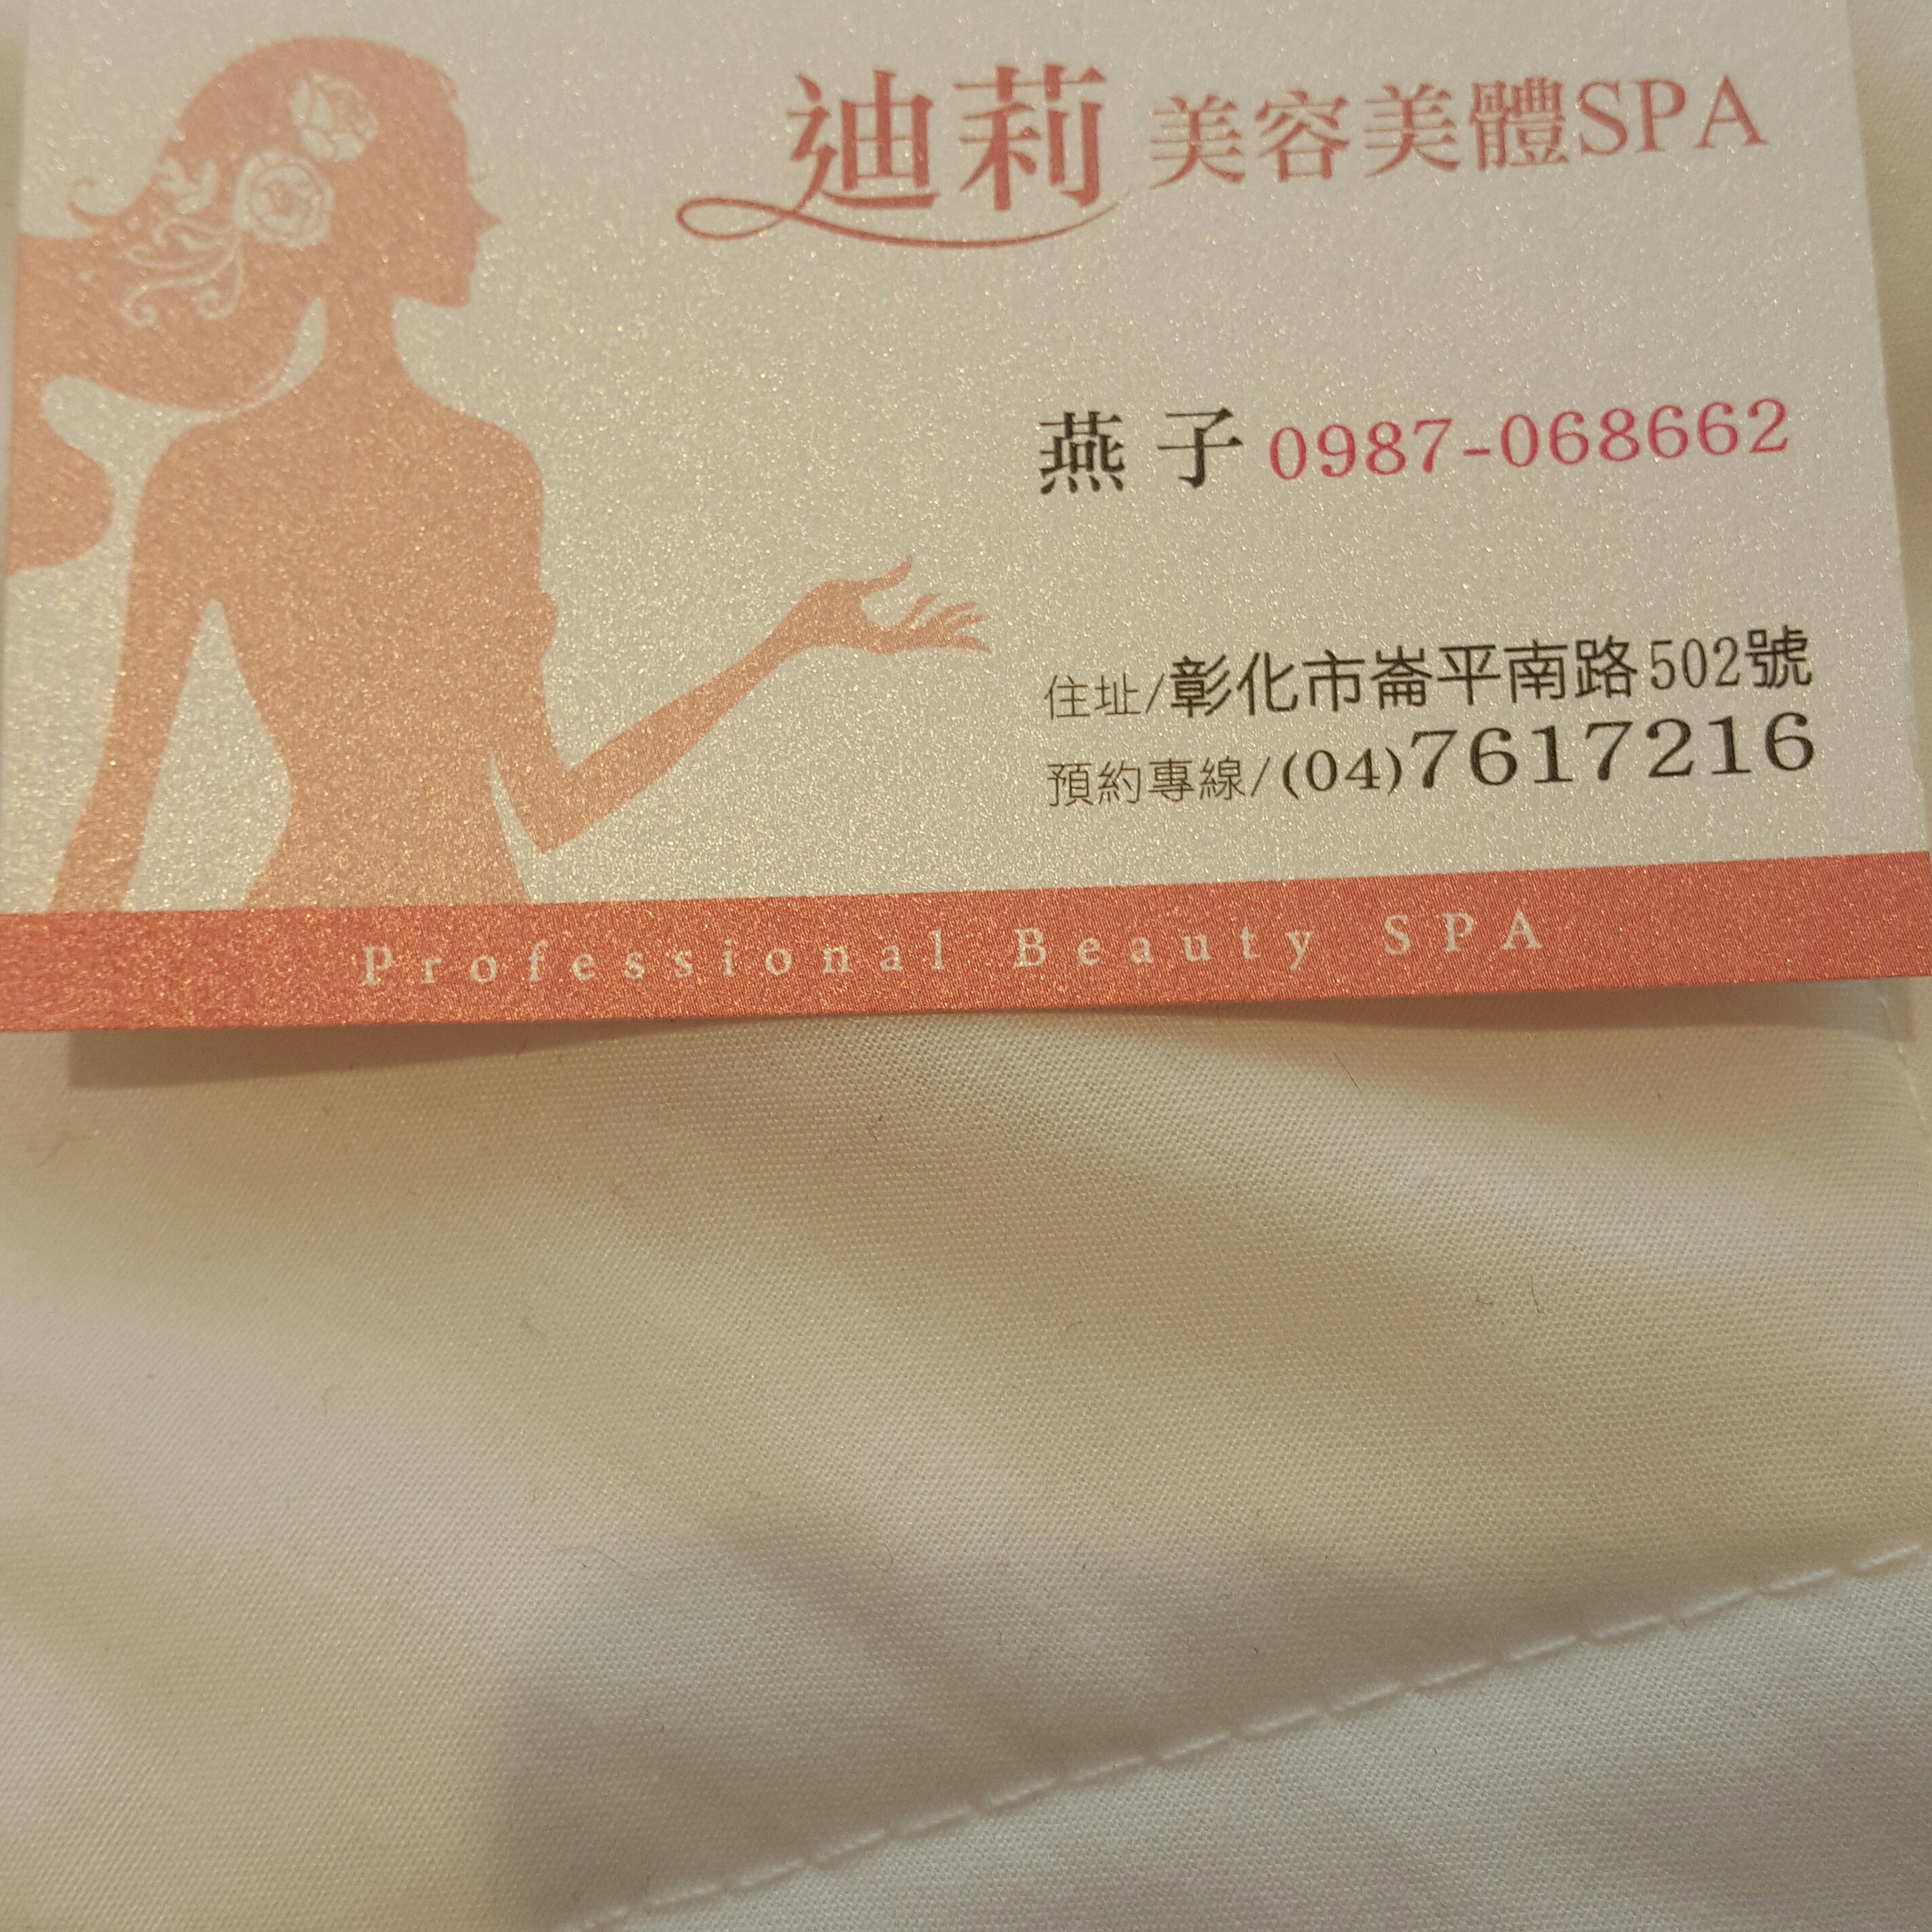 迪莉 美容美體SPA
燕子 0987-068662
住址/彰化市崙平南路502號
預約專線/(04)7617216
Professional Beauty SPA